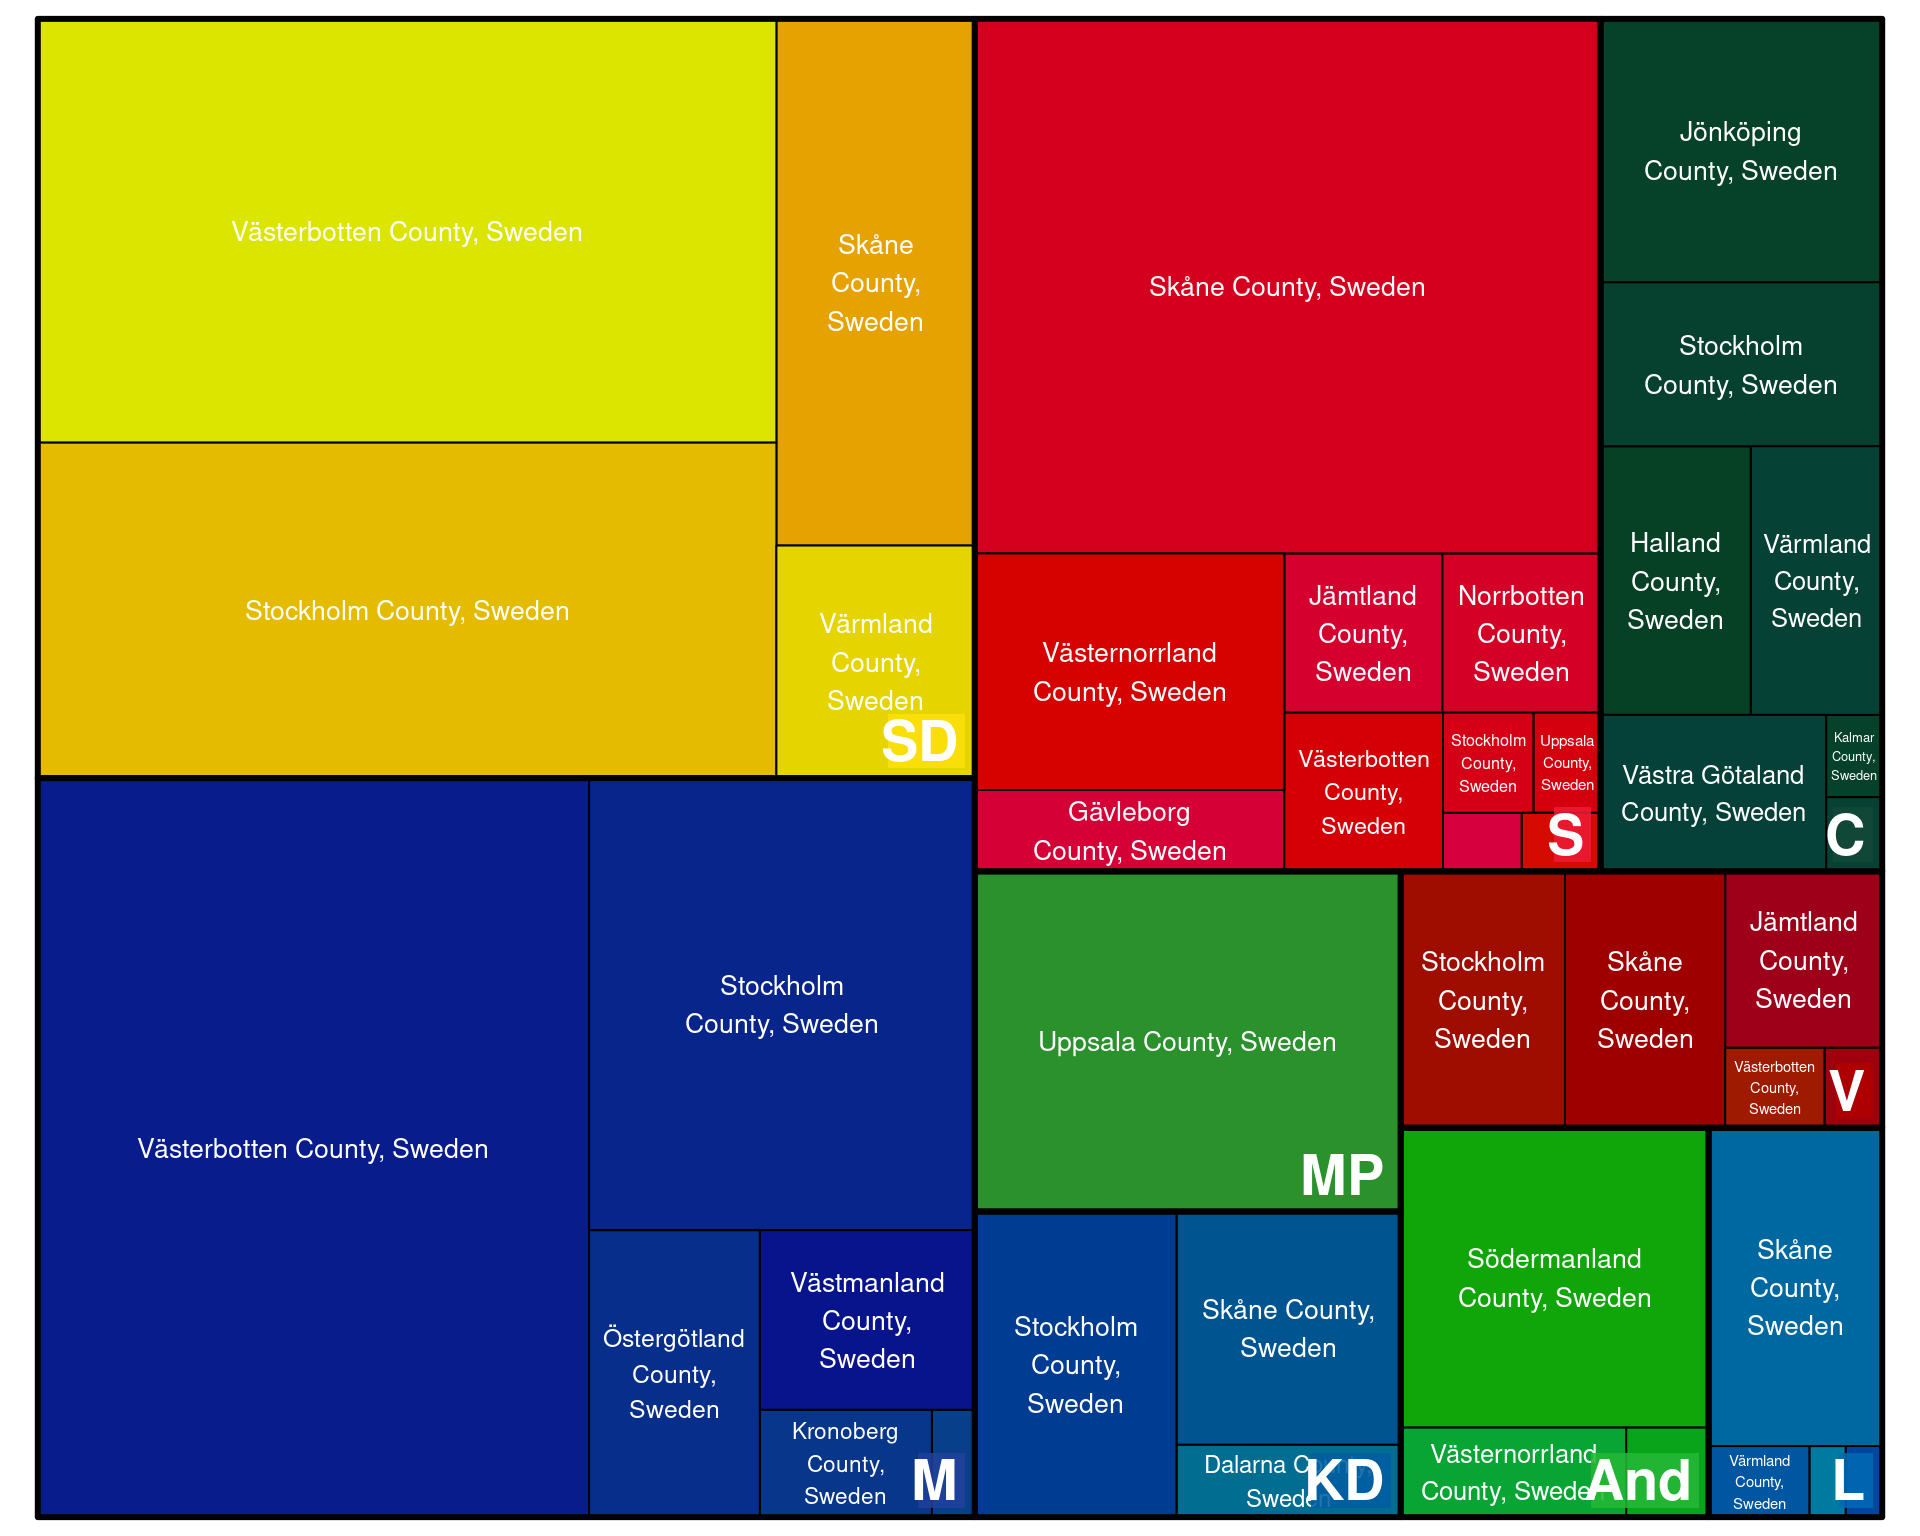 Västerbotten County, Sweden
Skåne
County,
Sweden
Stockholm County, Sweden
Värmland
County,
Sweden
SD
Skåne County, Sweden
Västernorrland
County, Sweden
Jämtland
County,
Sweden
Norrbotten
County,
Sweden
Gävleborg
County, Sweden
Västerbotten
County,
Sweden
Stockholm
County,
Sweden
Uppsala
County,
Sweden
S
Jönköping
County, Sweden
Stockholm
County, Sweden
Halland
County,
Sweden
Värmland
County,
Sweden
Västra Götaland
County, Sweden
Kalmar
County,
Sweden
C
Västerbotten County, Sweden
Stockholm
County, Sweden
Östergötland
County,
Sweden
Västmanland
County,
Sweden
Kronoberg
County,
Sweden
M
Uppsala County, Sweden
MP
Stockholm
County,
Sweden
Skåne County,
Sweden
Dalarna County,
Sweden
KD
Stockholm
County,
Sweden
Skåne
County,
Sweden
Jämtland
County,
Sweden
Västerbotten
County,
Sweden
V
Södermanland
County, Sweden
Västernorrland
County, Sweden
And
Skåne
County,
Sweden
Värmland
County,
Sweden
L